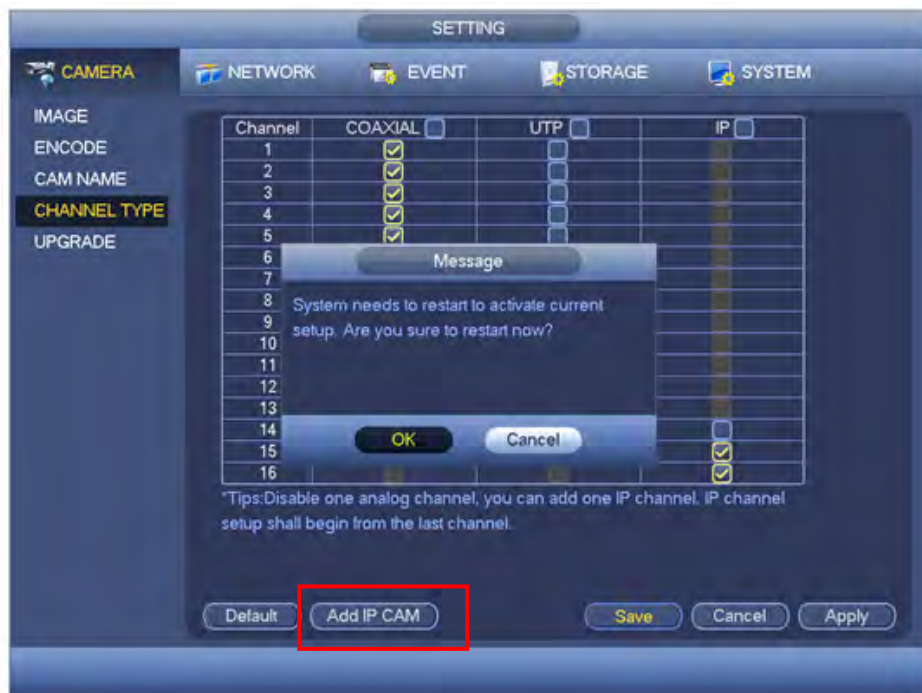 SETTING
CAMERA NETWORK EVENT STORAGE SYSTEM
IMAGE
ENCODE
CAM NAME
CHANNEL TYPE
UPGRADE
Channel COAXIAL UTP IP
1
2
3
4
5
6
7
8
9
10
11
12
13
14
15
16
Message
System needs to restart to activate current
setup. Are you sure to restart now?
OK Cancel
*Tips:Disable one analog channel, you can add one IP channel. IP channel
setup shall begin from the last channel.
Default Add IP CAM Save Cancel Apply